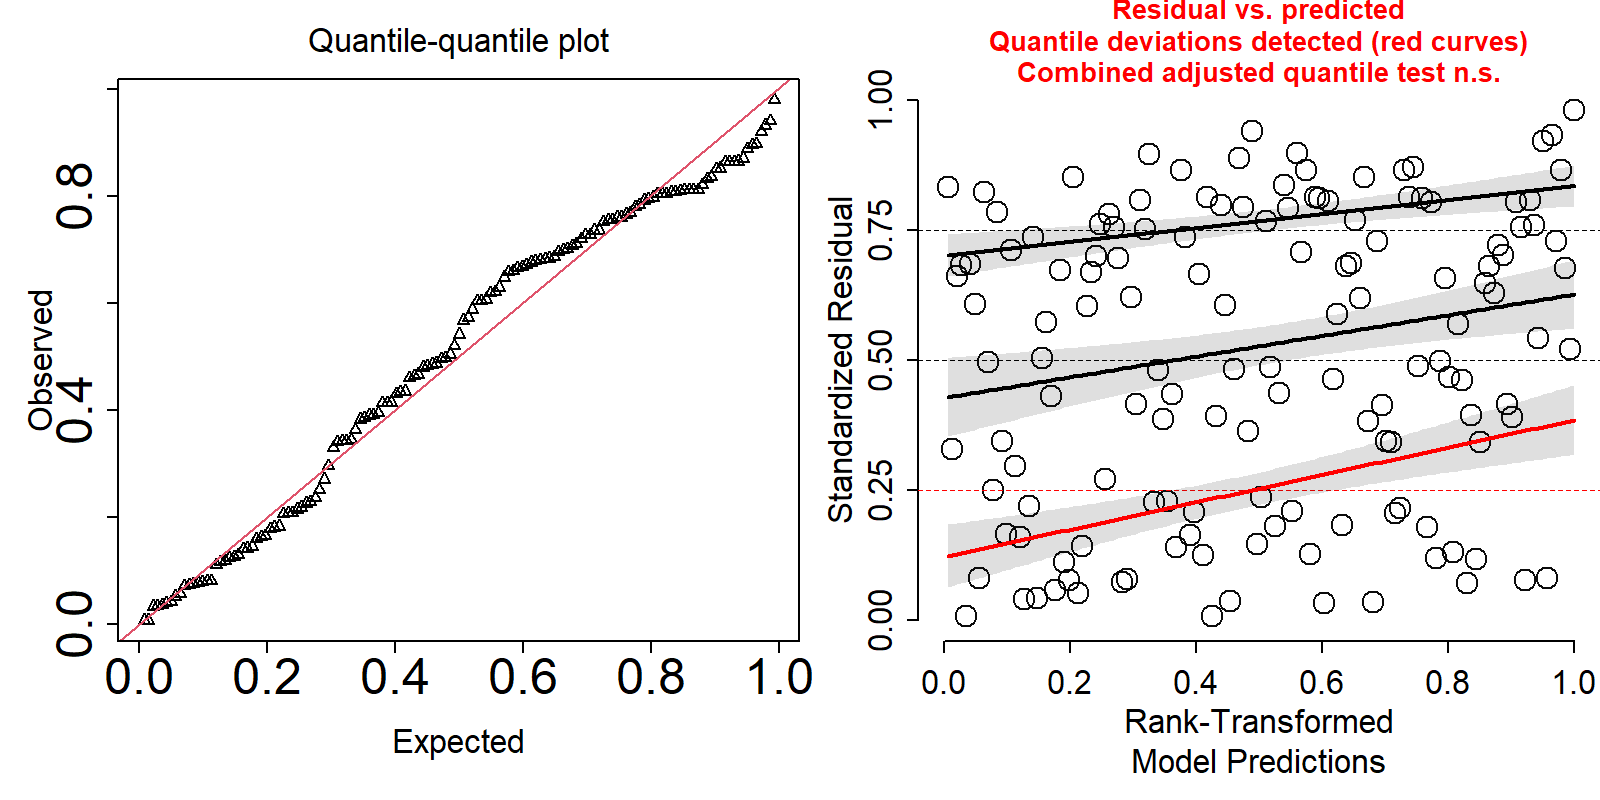 Quantile-quantile plot
Observed
0.0 0.4 0.8
0.0 0.2 0.4 0.6 0.8 1.0
Expected
Residual vs. predicted
Quantile deviations detected (red curves)
Combined adjusted quantile test n.s.
Standardized Residual
0.00 0.25 0.50 0.75 1.00
0.0 0.2 0.4 0.6 0.8 1.0
Rank-Transformed
Model Predictions